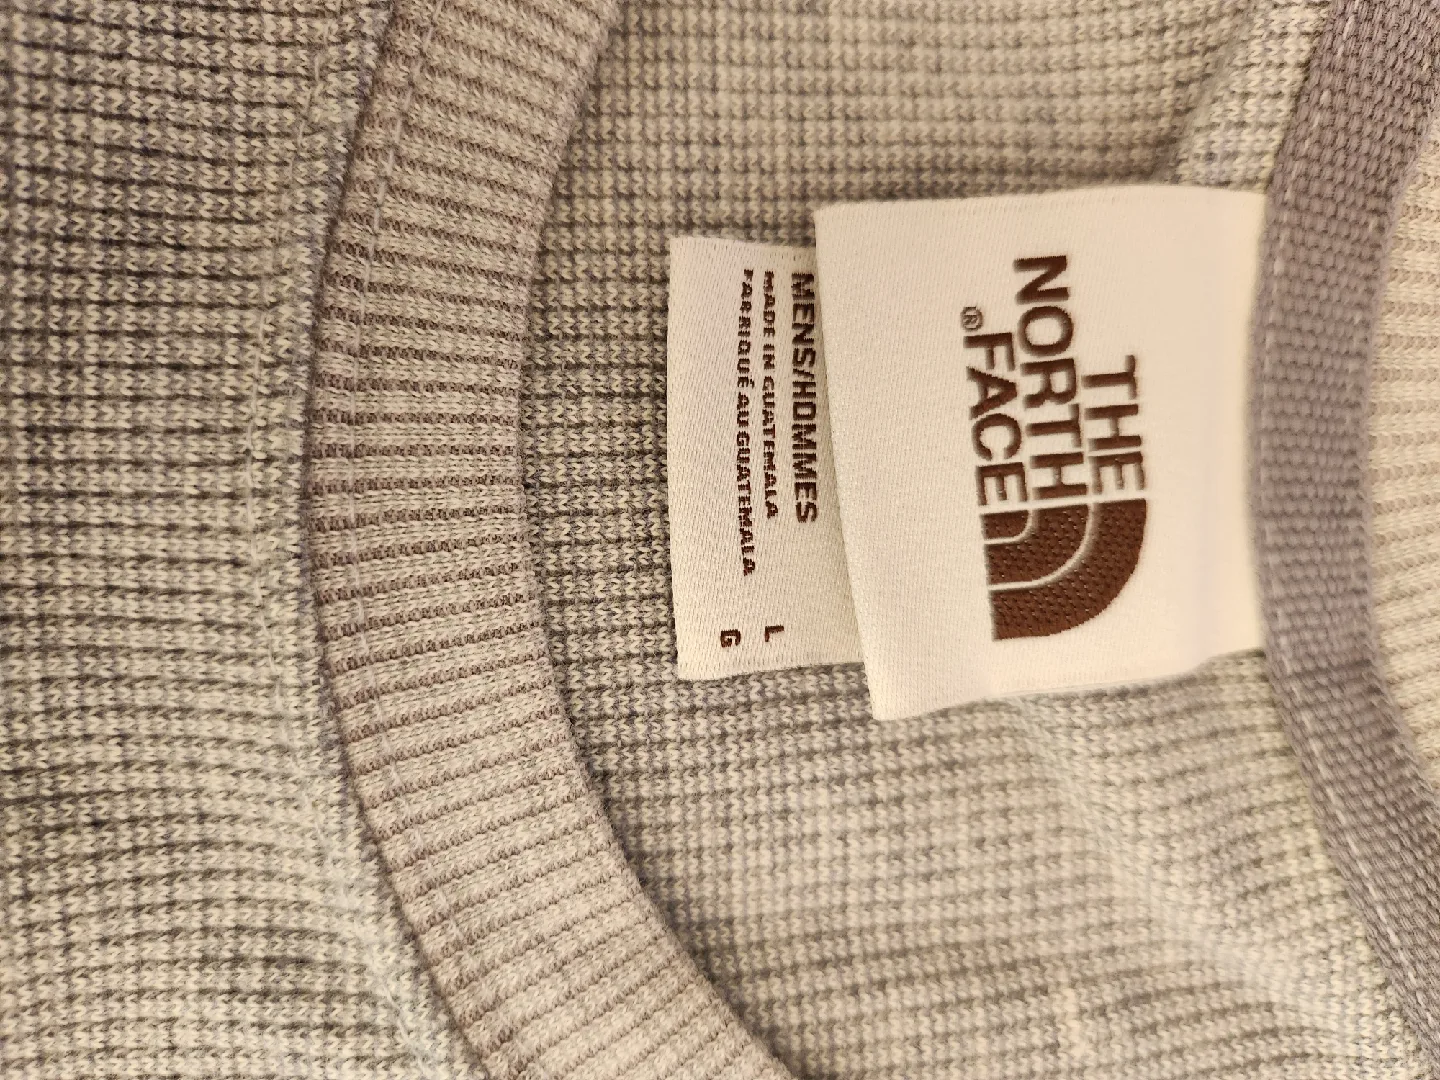 THE
NORTH
FACE®
MENS/HOMMES
MADE IN GUATEMALA
FABRIQUÉ AU GUATEMALA
L
G